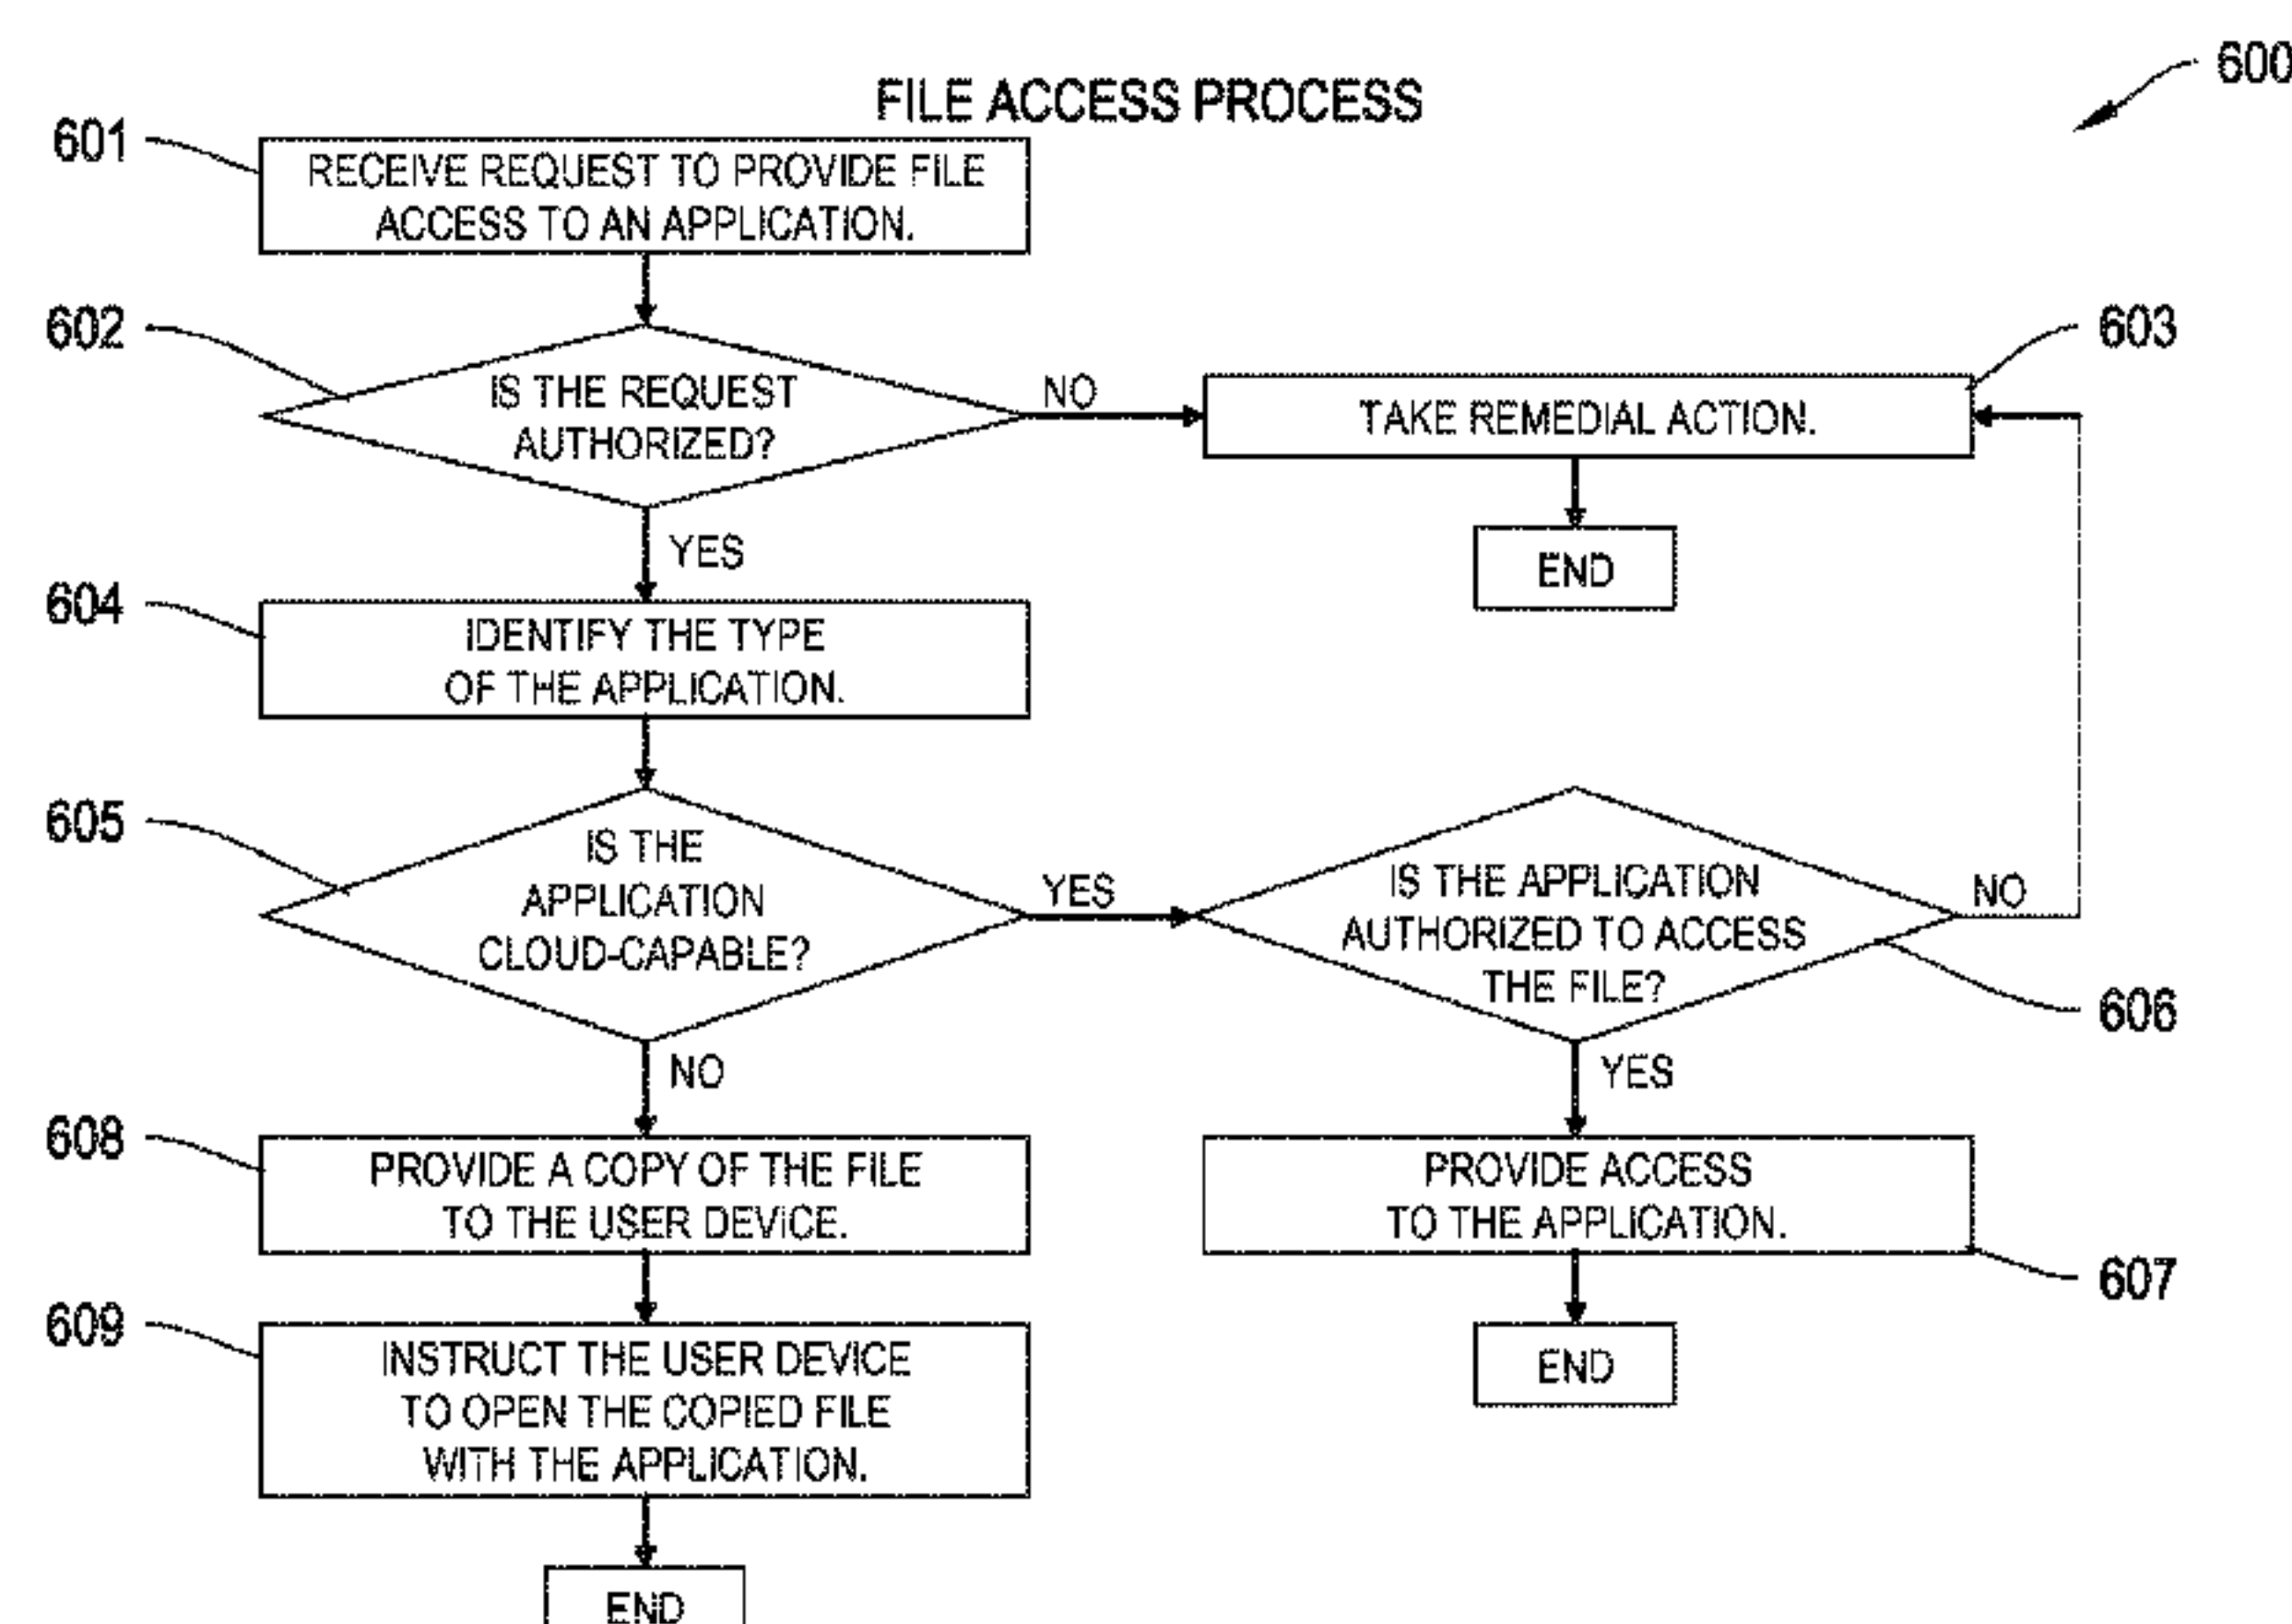 600
FILE ACCESS PROCESS
601
RECEIVE REQUEST TO PROVIDE FILE
ACCESS TO AN APPLICATION.
602
IS THE REQUEST
AUTHORIZED?
NO
603
TAKE REMEDIAL ACTION.
END
YES
604
IDENTIFY THE TYPE
OF THE APPLICATION.
605
IS THE
APPLICATION
CLOUD-CAPABLE?
YES
IS THE APPLICATION
AUTHORIZED TO ACCESS
THE FILE?
NO
606
NO
YES
608
PROVIDE A COPY OF THE FILE
TO THE USER DEVICE.
PROVIDE ACCESS
TO THE APPLICATION.
607
609
INSTRUCT THE USER DEVICE
TO OPEN THE COPIED FILE
WITH THE APPLICATION.
END
END